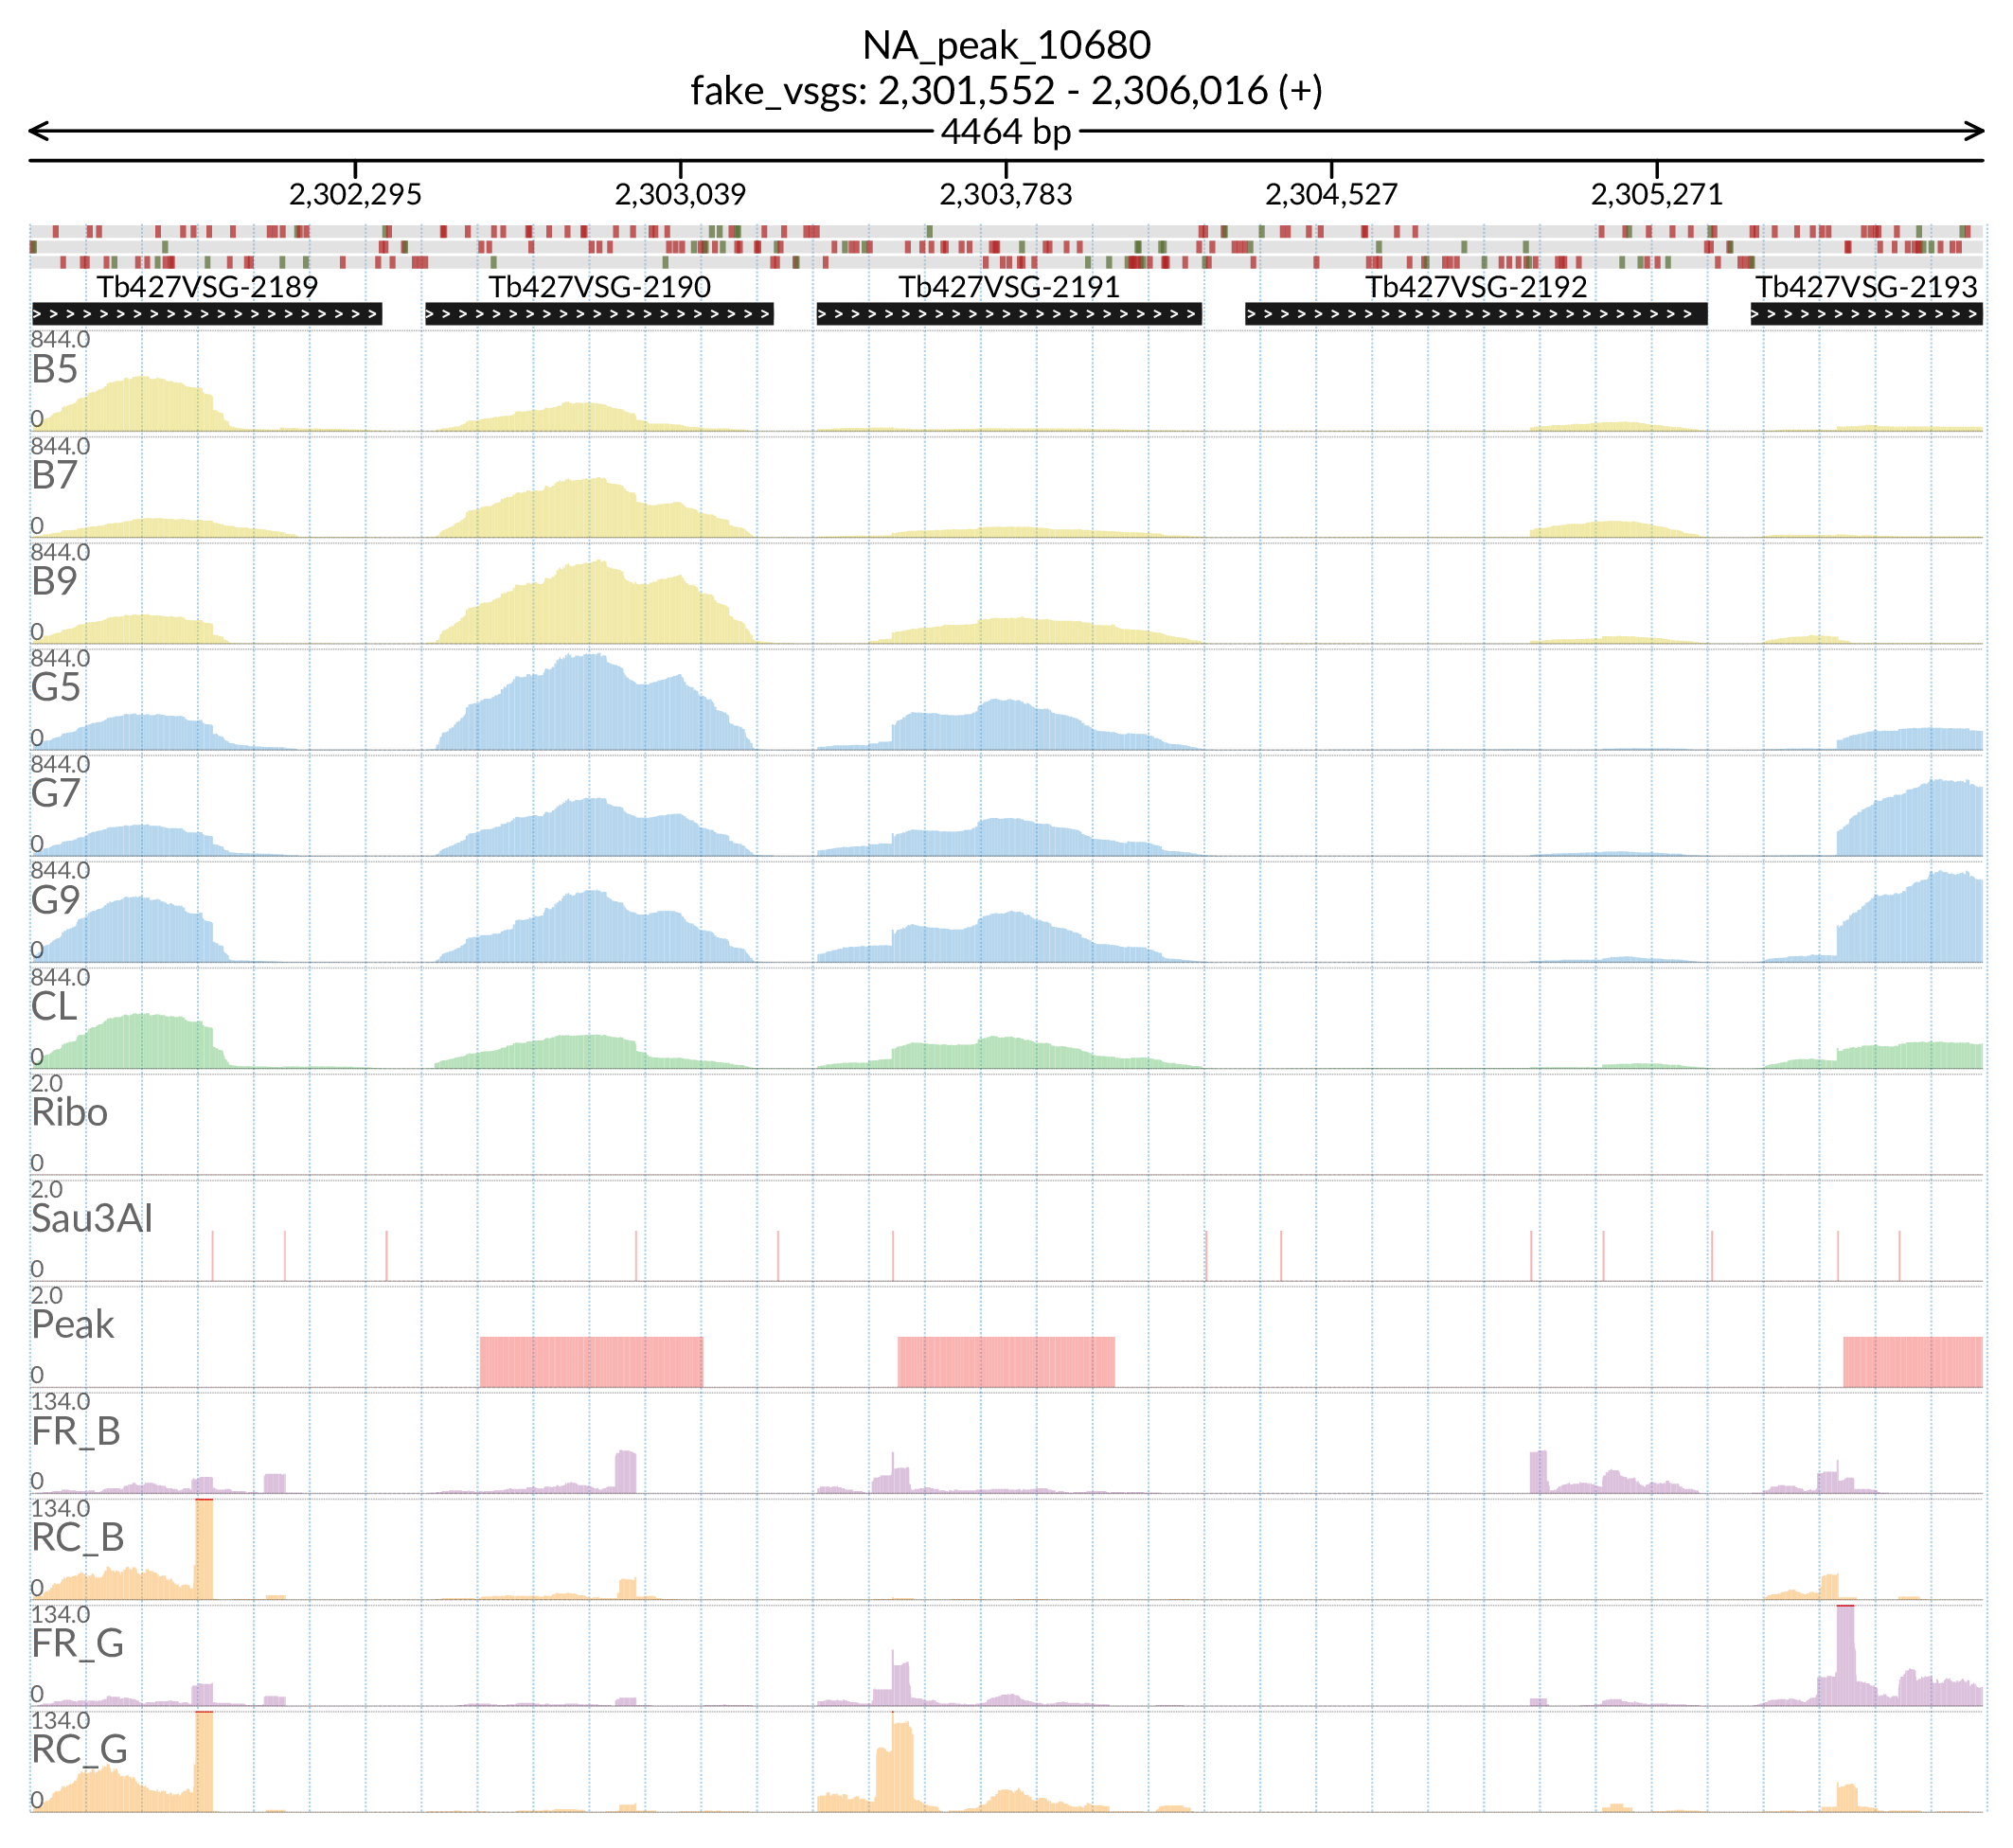 NA_peak_10680
fake_vsgs: 2,301,552 - 2,306,016 (+)
4464 bp
2,302,295 2,303,039 2,303,783 2,304,527 2,305,271
Tb427VSG-2189 Tb427VSG-2190 Tb427VSG-2191 Tb427VSG-2192 Tb427VSG-2193
844.0
B5
0
844.0
B7
0
844.0
B9
0
844.0
G5
0
844.0
G7
0
844.0
G9
0
844.0
CL
0
2.0
Ribo
0
2.0
Sau3AI
0
2.0
Peak
0
134.0
FR_B
0
134.0
RC_B
0
134.0
FR_G
0
134.0
RC_G
0